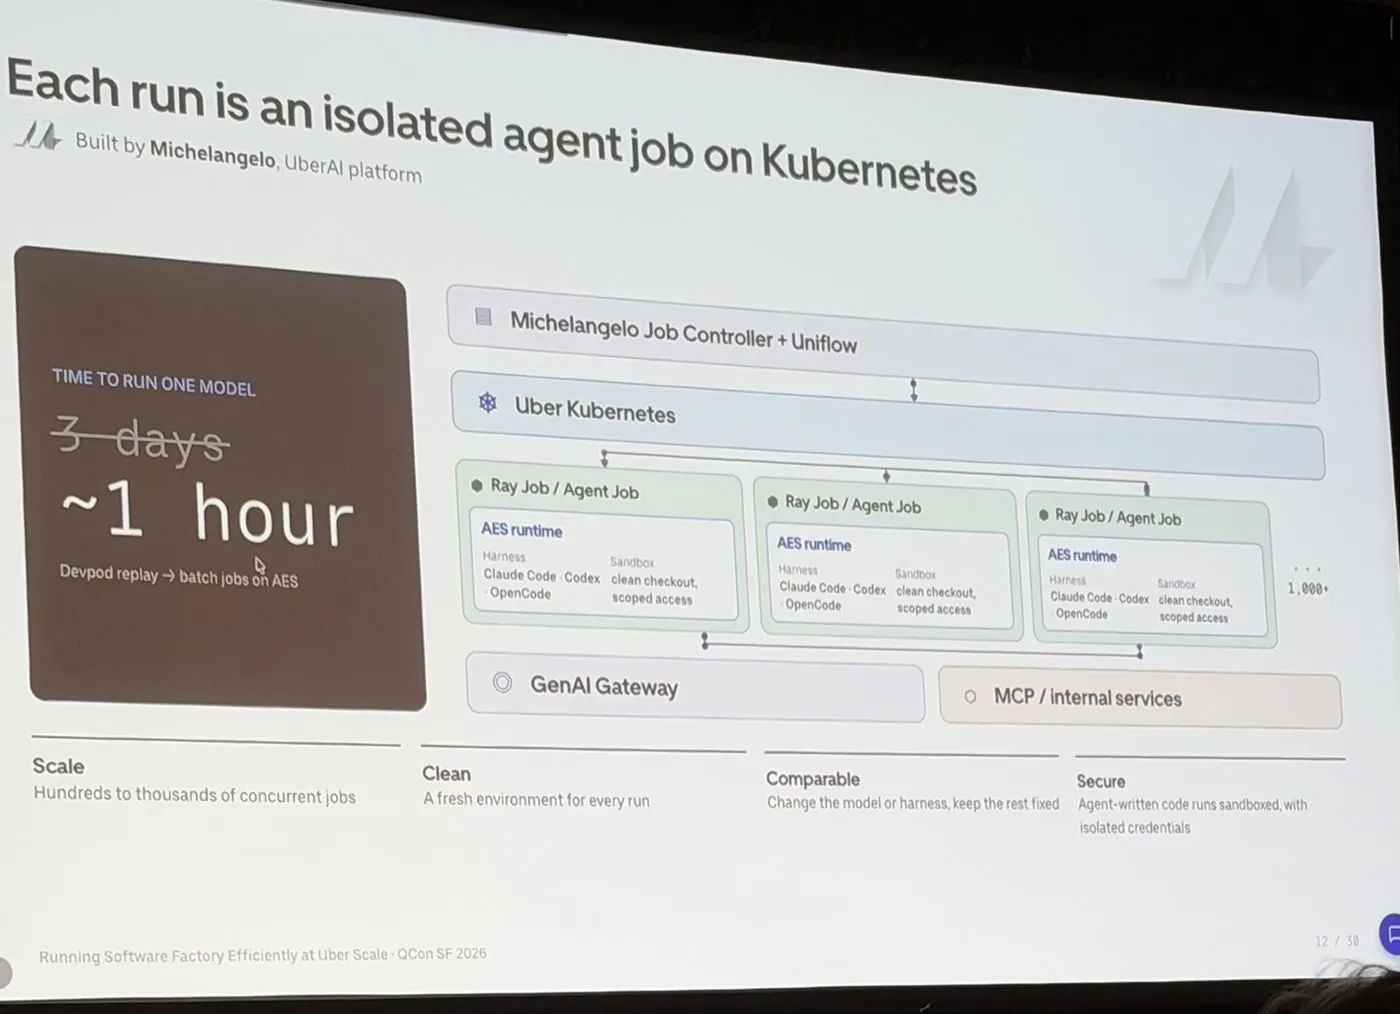 Each run is an isolated agent job on Kubernetes
Built by Michelangelo, UberAI platform
TIME TO RUN ONE MODEL
3 days
~1 hour
Devpod replay → batch jobs on AES
Michelangelo Job Controller + Uniflow
Uber Kubernetes
Ray Job / Agent Job
AES runtime
Harness
Claude Code · Codex
· OpenCode
Sandbox
clean checkout,
scoped access
Ray Job / Agent Job
AES runtime
Harness
Claude Code · Codex
· OpenCode
Sandbox
clean checkout,
scoped access
Ray Job / Agent Job
AES runtime
Harness
Claude Code · Codex
· OpenCode
Sandbox
clean checkout,
scoped access
...
1,000+
GenAI Gateway
MCP / internal services
Scale
Hundreds to thousands of concurrent jobs
Clean
A fresh environment for every run
Comparable
Change the model or harness, keep the rest fixed
Secure
Agent-written code runs sandboxed, with
isolated credentials
Running Software Factory Efficiently at Uber Scale · QCon SF 2026
12 / 30